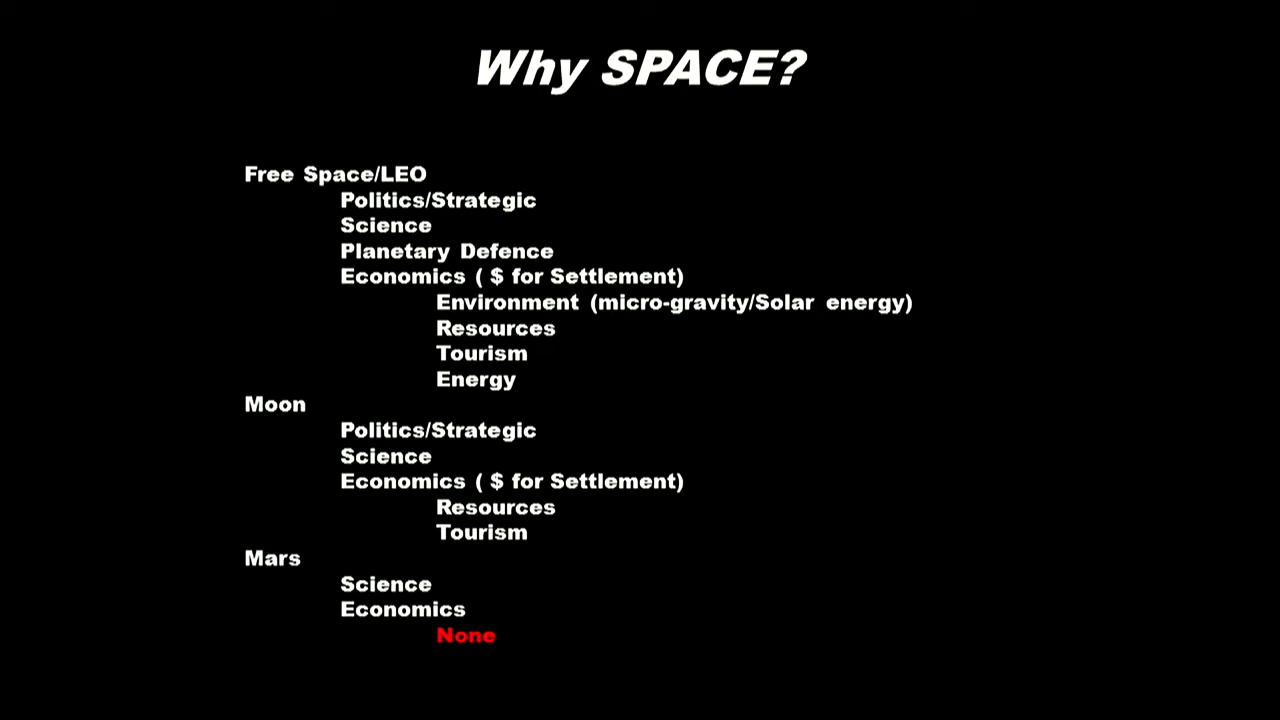 Why SPACE?
Free Space/LEO
Politics/Strategic
Science
Planetary Defence
Economics ( $ for Settlement)
Environment (micro-gravity/Solar energy)
Resources
Tourism
Energy
Moon
Politics/Strategic
Science
Economics ( $ for Settlement)
Resources
Tourism
Mars
Science
Economics
None